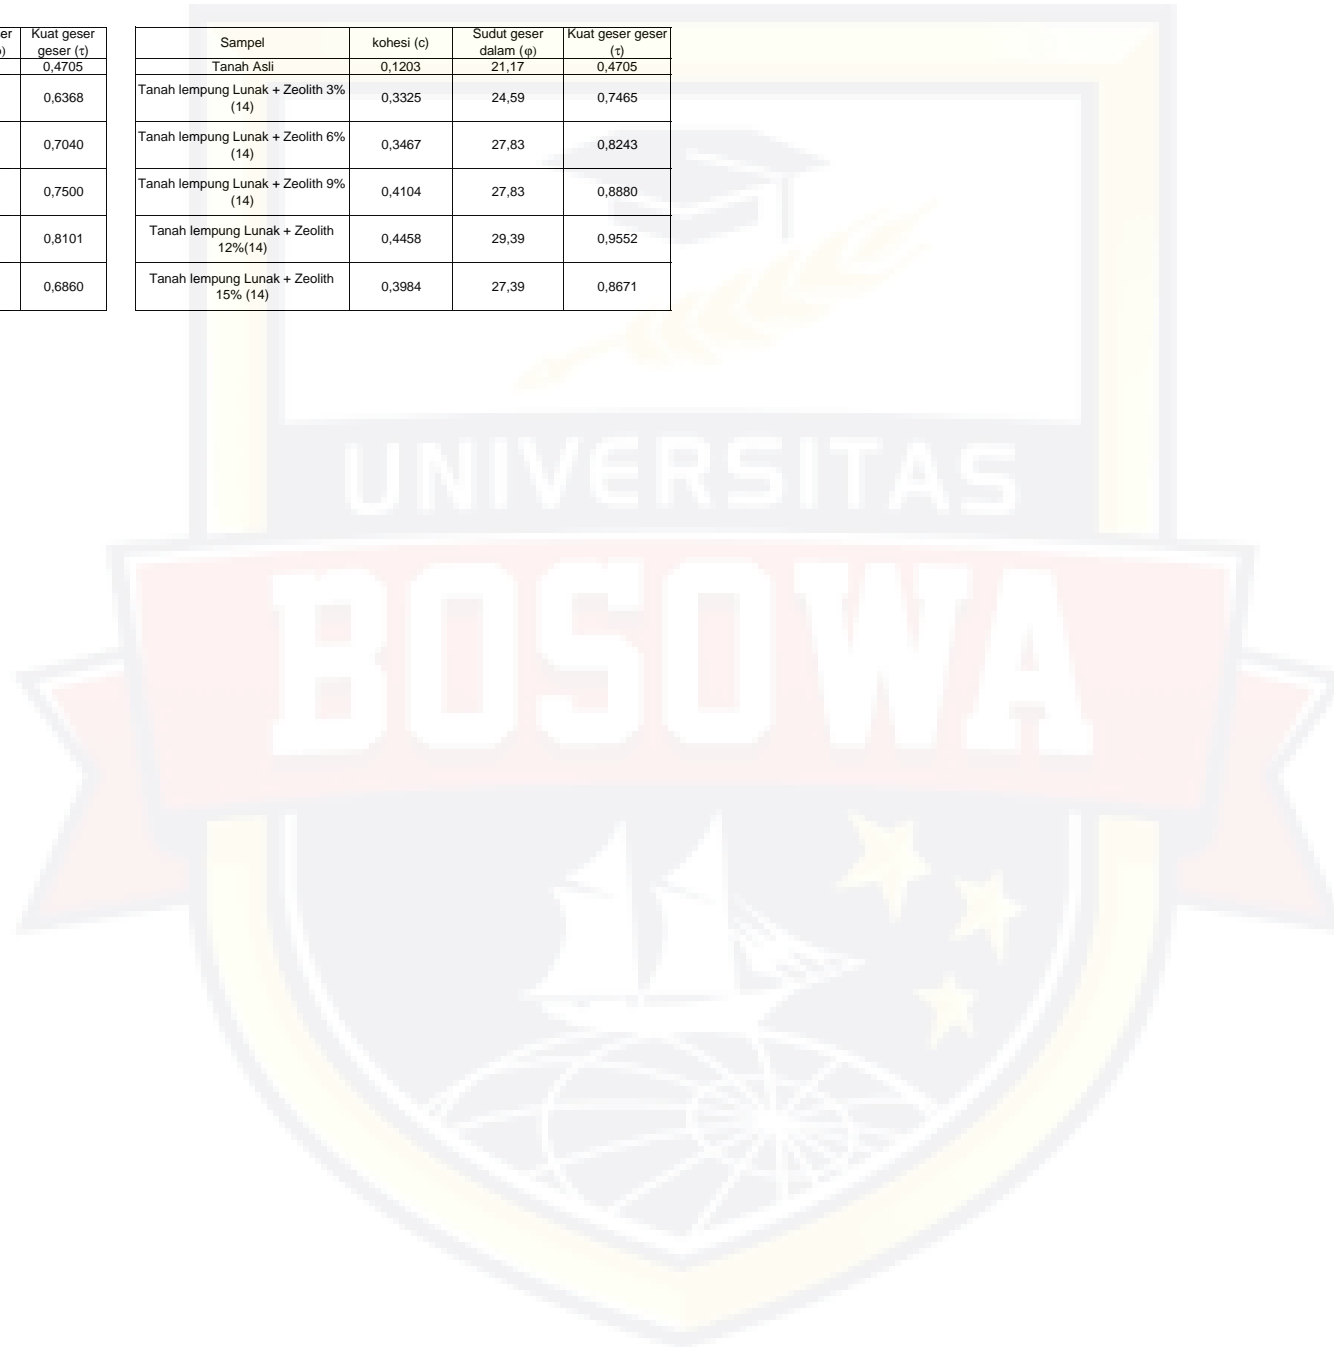 er Kuat geser
geser (τ)
0,4705
0,6368
0,7040
0,7500
0,8101
0,6860
Sampel kohesi (c) Sudut geser dalam (φ) Kuat geser geser (τ)
Tanah Asli 0,1203 21,17 0,4705
Tanah lempung Lunak + Zeolith 3%
(14) 0,3325 24,59 0,7465
Tanah lempung Lunak + Zeolith 6%
(14) 0,3467 27,83 0,8243
Tanah lempung Lunak + Zeolith 9%
(14) 0,4104 27,83 0,8880
Tanah lempung Lunak + Zeolith
12%(14) 0,4458 29,39 0,9552
Tanah lempung Lunak + Zeolith
15% (14) 0,3984 27,39 0,8671
UNIVERSITAS
BOSOWA